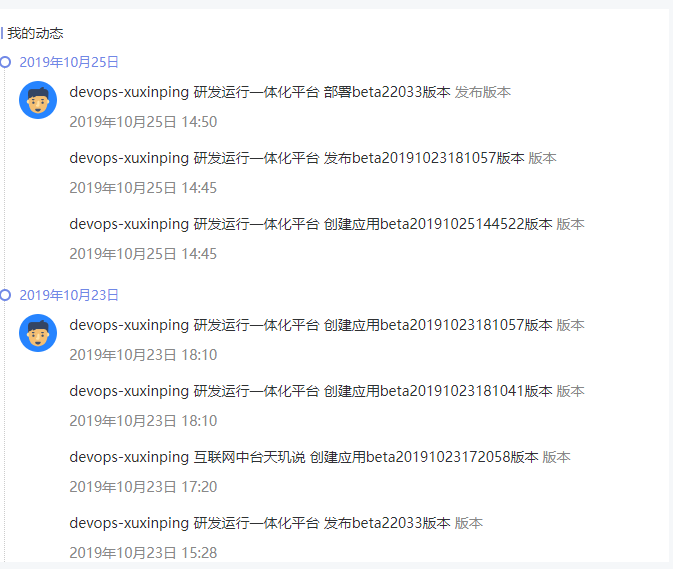 我的动态
2019年10月25日
devops-xuxinping 研发运行一体化平台 部署beta22033版本 发布版本
2019年10月25日 14:50
devops-xuxinping 研发运行一体化平台 发布beta20191023181057版本 版本
2019年10月25日 14:45
devops-xuxinping 研发运行一体化平台 创建应用beta20191025144522版本 版本
2019年10月25日 14:45
2019年10月23日
devops-xuxinping 研发运行一体化平台 创建应用beta20191023181057版本 版本
2019年10月23日 18:10
devops-xuxinping 研发运行一体化平台 创建应用beta20191023181041版本 版本
2019年10月23日 18:10
devops-xuxinping 互联网中台天玑说 创建应用beta20191023172058版本 版本
2019年10月23日 17:20
devops-xuxinping 研发运行一体化平台 发布beta22033版本 版本
2019年10月23日 15:28